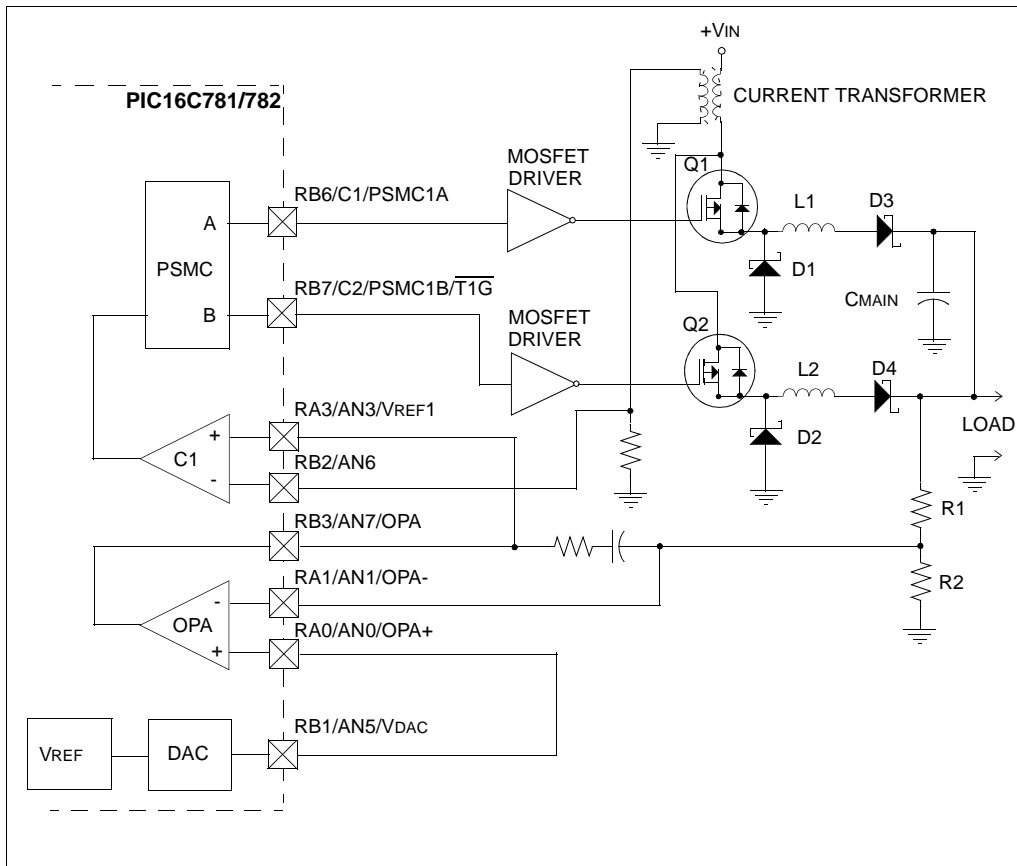 +VIN
PIC16C781/782
CURRENT TRANSFORMER
MOSFET
DRIVER
Q1
RB6/C1/PSMC1A
L1
D3
A
PSMC
D1
B
RB7/C2/PSMC1B/T1G
CMAIN
MOSFET
DRIVER
Q2
L2
D4
RA3/AN3/VREF1
LOAD
+
C1
-
D2
RB2/AN6
R1
RB3/AN7/OPA
RA1/AN1/OPA-
R2
-
OPA
+
RA0/AN0/OPA+
RB1/AN5/VDAC
VREF
DAC